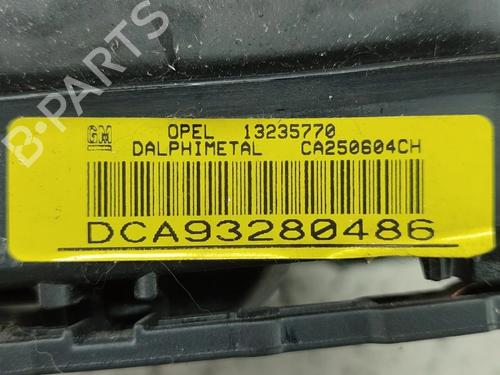 B-PARTS
GM OPEL 13235770
DALPHIMETAL CA250604CH
DCA93280486